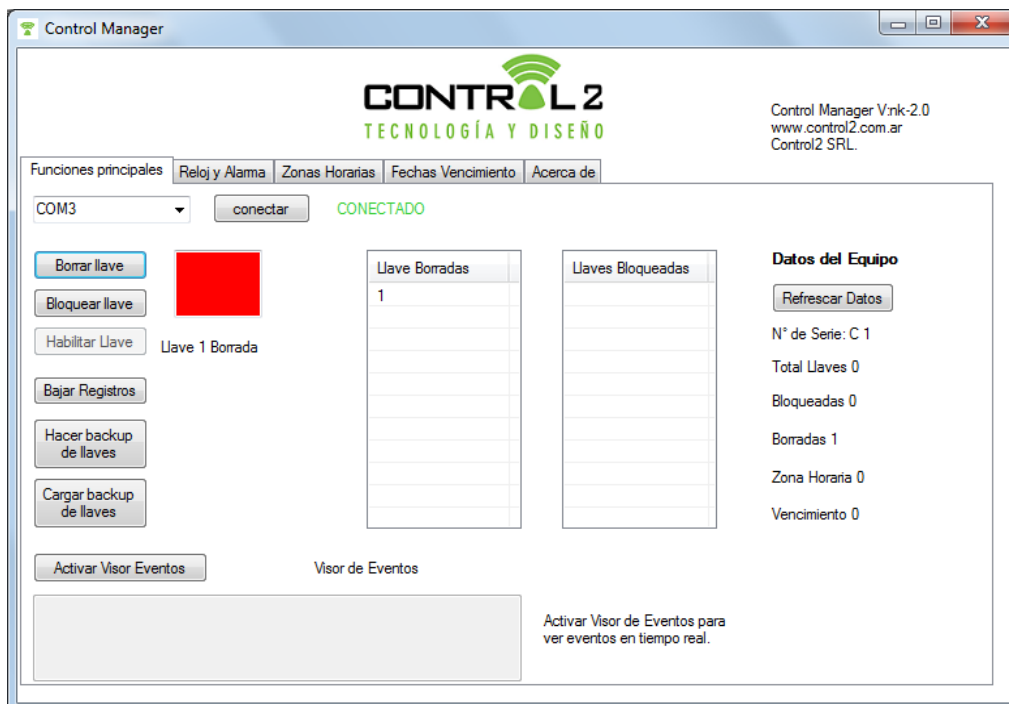 Control Manager
CONTROL 2
TECNOLOGÍA Y DISEÑO
Control Manager V:nk-2.0
www.control2.com.ar
Control2 SRL.
Funciones principales
Reloj y Alarma
Zonas Horarias
Fechas Vencimiento
Acerca de
COM3
conectar
CONECTADO
Borrar llave
Bloquear llave
Habilitar Llave
Llave 1 Borrada
Bajar Registros
Hacer backup
de llaves
Cargar backup
de llaves
Llave Borradas
1
Llaves Bloqueadas
Datos del Equipo
Refrescar Datos
N° de Serie: C 1
Total Llaves 0
Bloqueadas 0
Borradas 1
Zona Horaria 0
Vencimiento 0
Activar Visor Eventos
Visor de Eventos
Activar Visor de Eventos para
ver eventos en tiempo real.